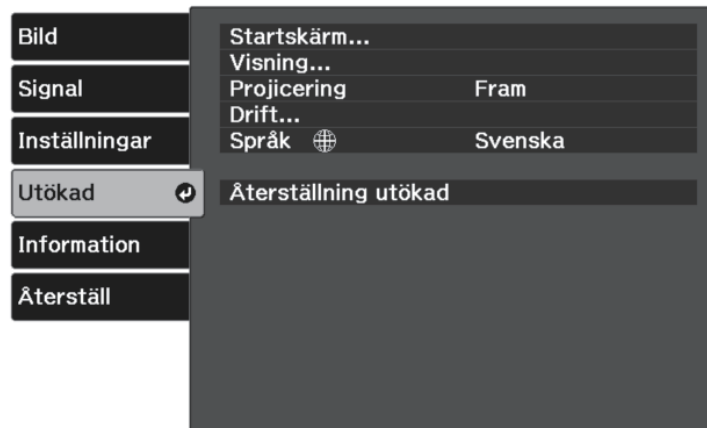 Bild
Signal
Inställningar
Utökad
Information
Återställ
Startskärm...
Visning...
Projicering Fram
Drift...
Språk Svenska
Återställning utökad